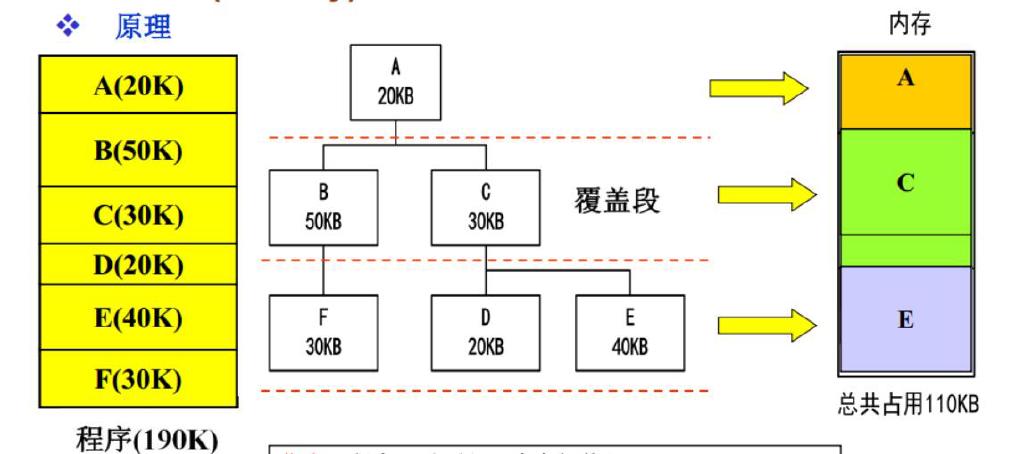 ❖ 原理
A(20K)
B(50K)
C(30K)
D(20K)
E(40K)
F(30K)
程序(190K)
A
20KB
B
50KB
C
30KB
覆盖段
F
30KB
D
20KB
E
40KB
内存
A
C
E
总共占用110KB